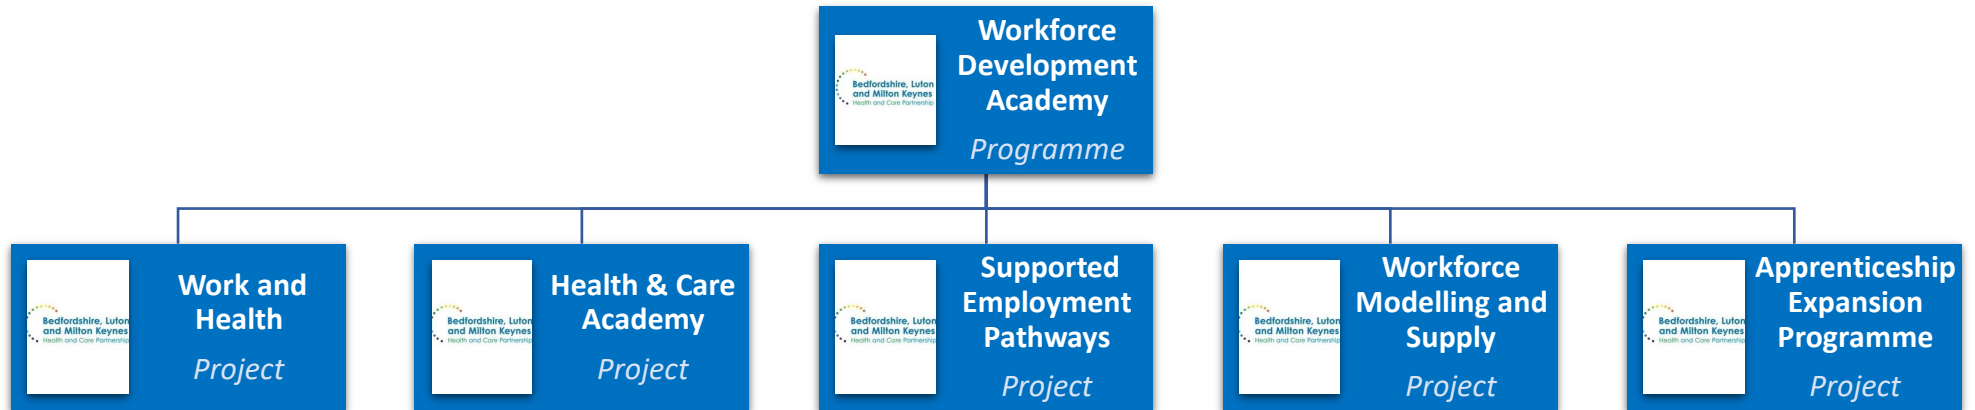 Workforce
Development
Academy
Programme
Bedfordshire, Luton
and Milton Keynes
Health and Care Partnership
Work and
Health
Project
Bedfordshire, Luton
and Milton Keynes
Health and Care Partnership
Health & Care
Academy
Project
Bedfordshire, Luton
and Milton Keynes
Health and Care Partnership
Supported
Employment
Pathways
Project
Bedfordshire, Luton
and Milton Keynes
Health and Care Partnership
Workforce
Modelling and
Supply
Project
Bedfordshire, Luton
and Milton Keynes
Health and Care Partnership
Apprenticeship
Expansion
Programme
Project
Bedfordshire, Luton
and Milton Keynes
Health and Care Partnership